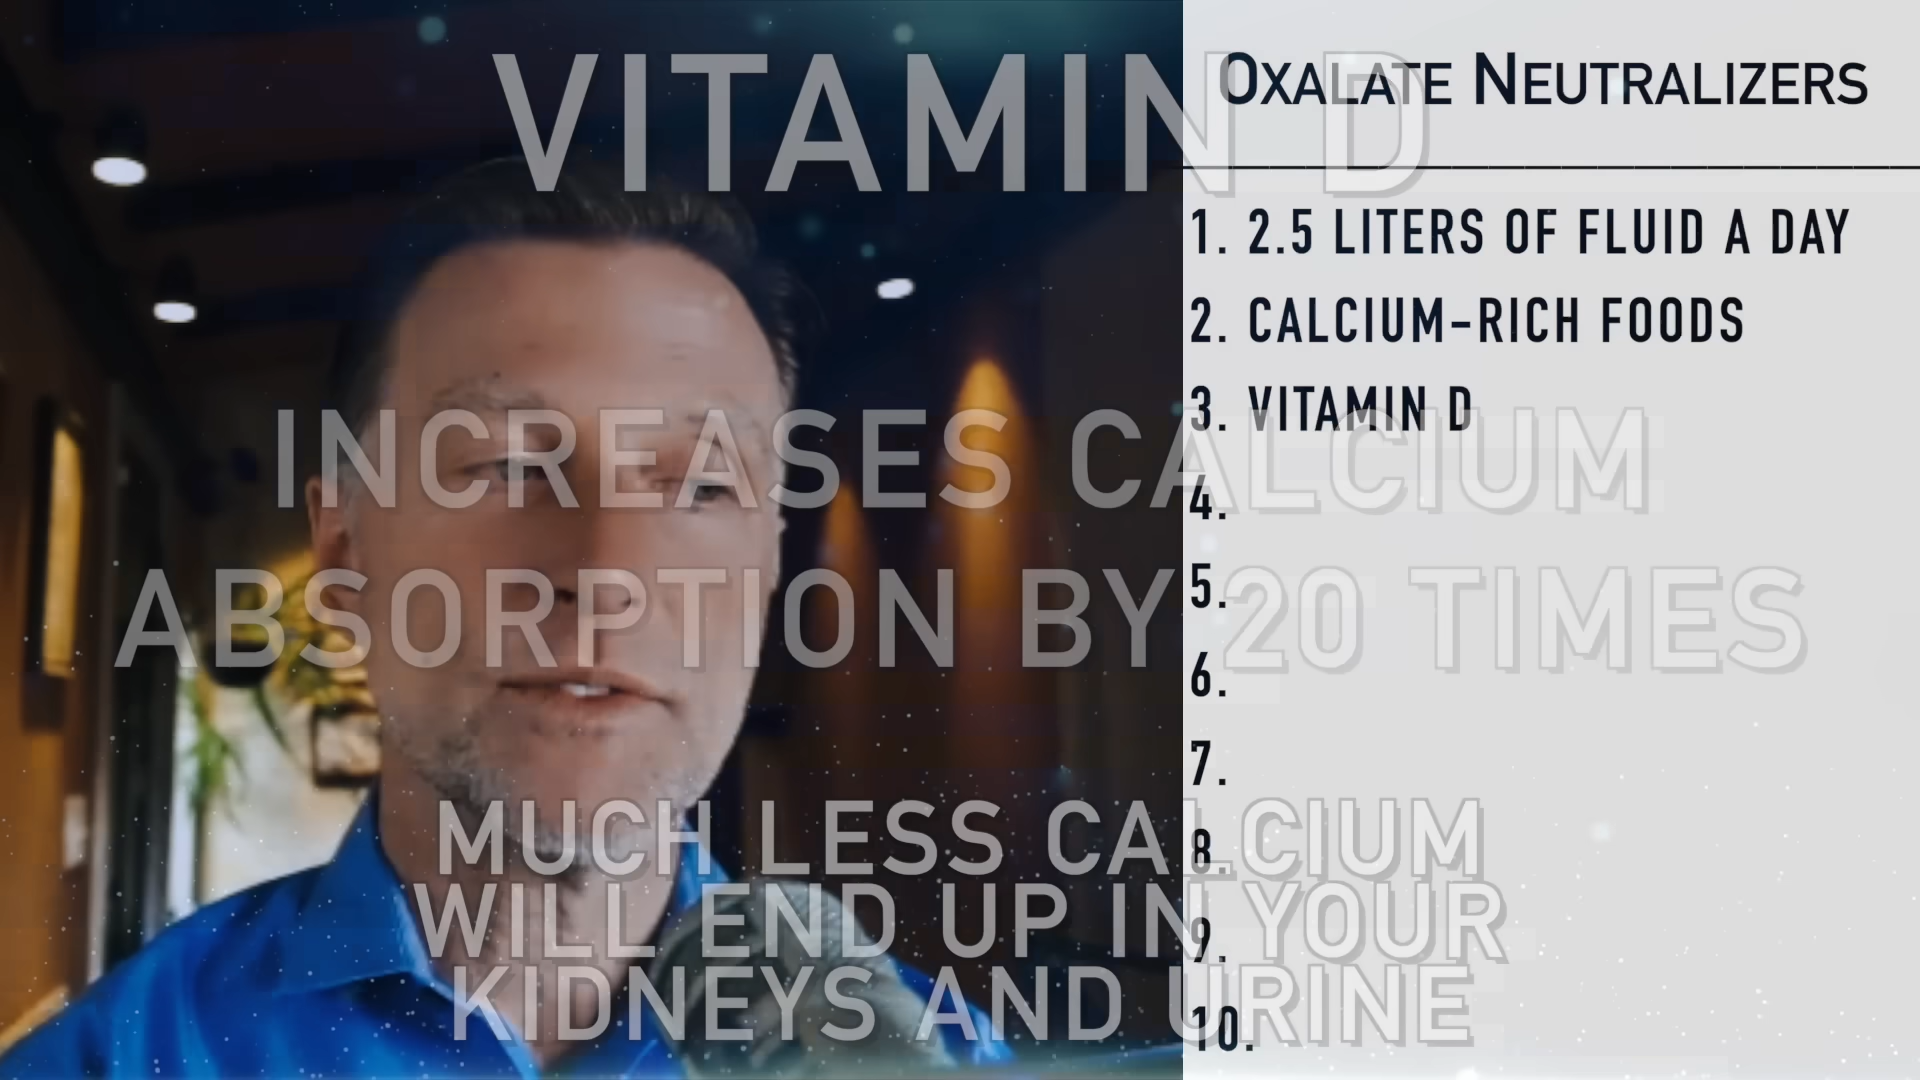 VITAMIN D
INCREASES CALCIUM
ABSORPTION BY 20 TIMES
MUCH LESS CALCIUM
WILL END UP IN YOUR
KIDNEYS AND URINE
OXALATE NEUTRALIZERS
1. 2.5 LITERS OF FLUID A DAY
2. CALCIUM-RICH FOODS
3. VITAMIN D
4.
5.
6.
7.
8.
9.
10.